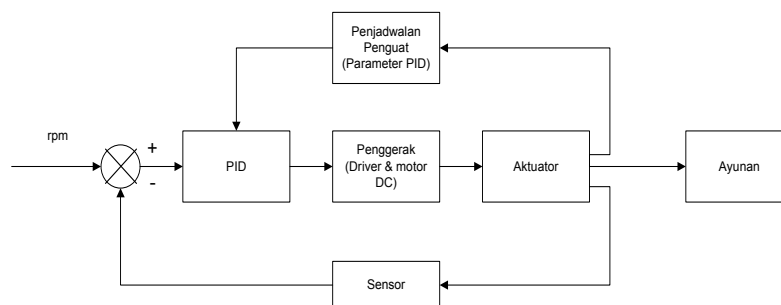 Penjadwalan
Penguat
(Parameter PID)
rpm
+
-
PID
Penggerak
(Driver & motor
DC)
Aktuator
Ayunan
Sensor